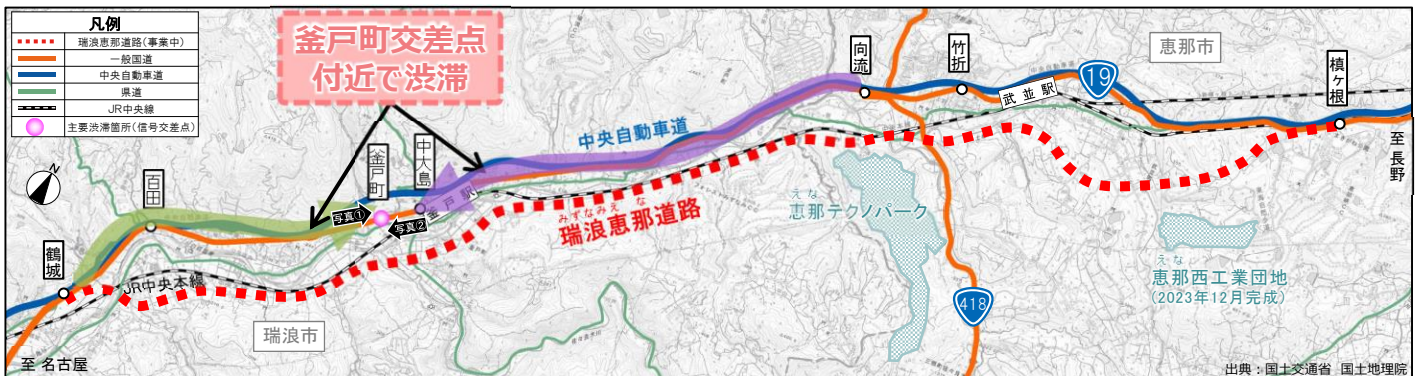 凡例
瑞浪恵那道路(事業中)
一般国道
中央自動車道
県道
JR中央線
主要渋滞箇所(信号交差点)
釜戸町交差点
付近で渋滞
N
鶴城
百田
釜戸町
中大島
写真①
写真②
釜戸駅
JR中央本線
瑞浪市
至 名古屋
中央自動車道
みずなみえな
瑞浪恵那道路
向流
竹折
武並駅
19
恵那市
槙ヶ根
至 長野
えな
恵那テクノパーク
418
えな
恵那西工業団地
(2023年12月完成)
出典：国土交通省 国土地理院